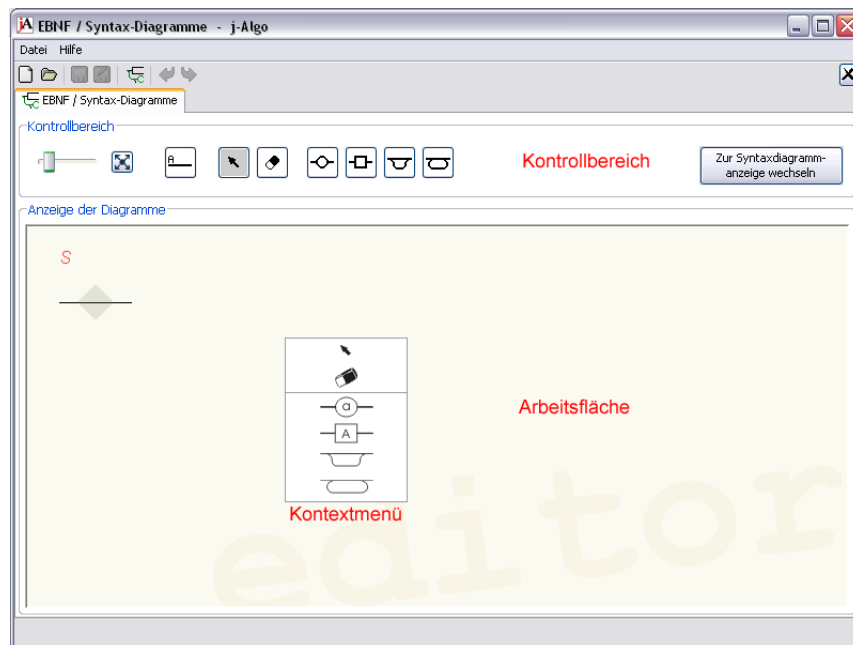 jA EBNF / Syntax-Diagramme - j-Algo
Datei Hilfe
EBNF / Syntax-Diagramme
Kontrollbereich
A
Kontrollbereich
Zur Syntaxdiagramm-
anzeige wechseln
Anzeige der Diagramme
S
a
A
Arbeitsfläche
Kontextmenü
editor